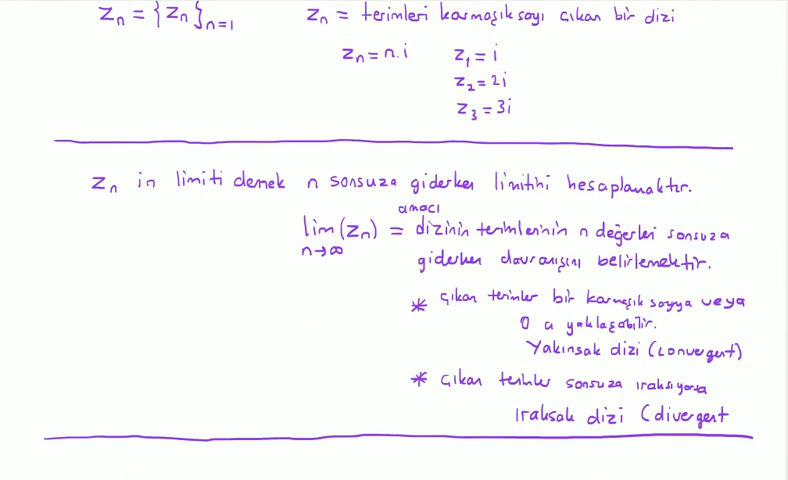 Zn = {Zn}n=1 Zn = terimleri karmaşık sayı çıkan bir dizi
Zn = n.i Z1 = i
Z2 = 2i
Z3 = 3i
Zn in limiti demek n sonsuza giderken limitini hesaplamaktır.
amacı
lim (Zn) = dizinin terimlerinin n değerleri sonsuza
n→∞ giderken davranışını belirlemektir.
* çıkan terimler bir karmaşık sayıya veya
0 a yaklaşabilir.
Yakınsak dizi (convergent)
* çıkan terimler sonsuza ıraksıyorsa
Iraksak dizi (divergent